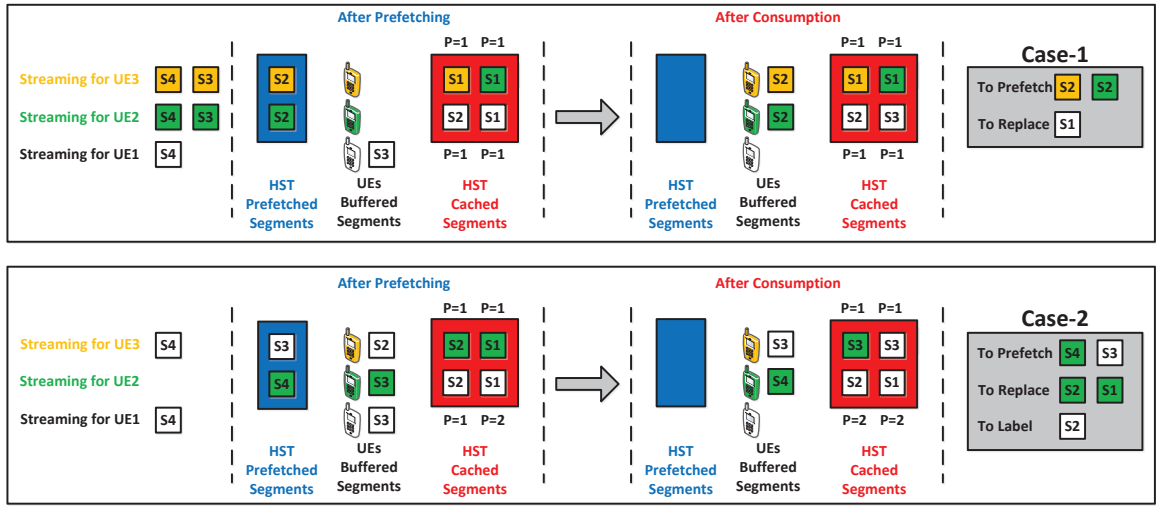 After Prefetching
After Consumption
P=1 P=1
P=1 P=1
Case-1
Streaming for UE3 S4 S3
S2
S1 S1
S2
S1 S1
To Prefetch S2 S2
Streaming for UE2 S4 S3
S2
S2 S1
S2
S2 S3
To Replace S1
Streaming for UE1 S4
S3
P=1 P=1
P=1 P=1
HST
Prefetched
Segments
UEs
Buffered
Segments
HST
Cached
Segments
HST
Prefetched
Segments
UEs
Buffered
Segments
HST
Cached
Segments
After Prefetching
After Consumption
P=1 P=1
P=1 P=1
Case-2
Streaming for UE3 S4
S3
S2
S2 S1
S3
S3 S3
To Prefetch S4 S3
Streaming for UE2
S4
S3
S2 S1
S4
S2 S1
To Replace S2 S1
Streaming for UE1 S4
S3
P=1 P=2
P=2 P=2
To Label S2
HST
Prefetched
Segments
UEs
Buffered
Segments
HST
Cached
Segments
HST
Prefetched
Segments
UEs
Buffered
Segments
HST
Cached
Segments